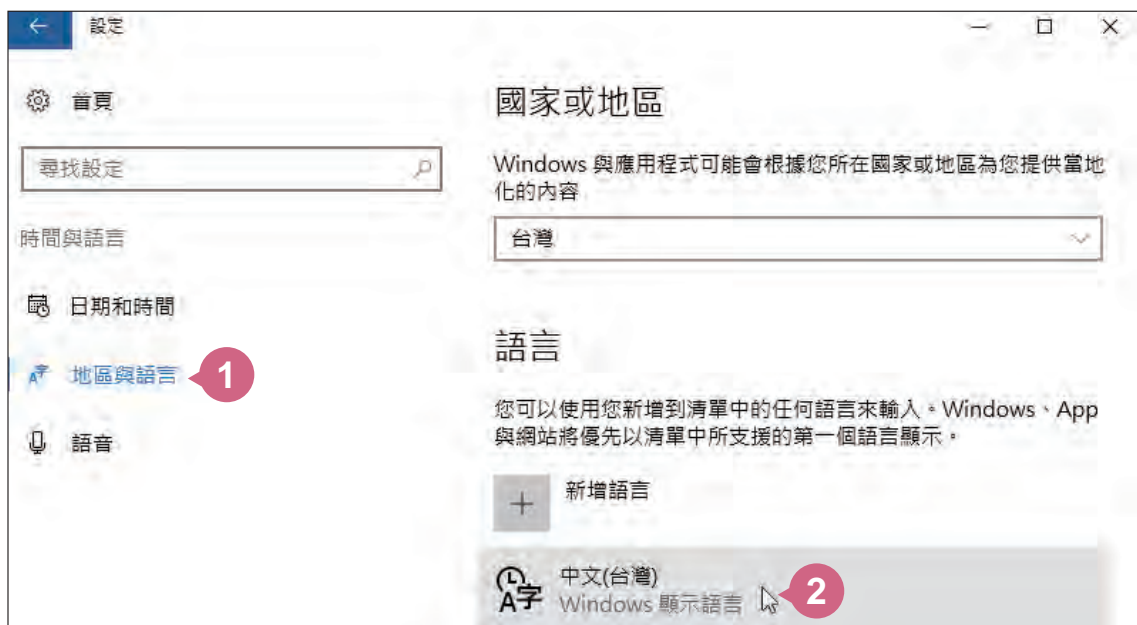 設定
首頁
尋找設定
時間與語言
日期和時間
地區與語言 1
語音
國家或地區
Windows 與應用程式可能會根據您所在國家或地區為您提供當地
化的內容
台灣
語言
您可以使用您新增到清單中的任何語言來輸入。Windows、App
與網站將優先以清單中所支援的第一個語言顯示。
新增語言
字 A字 中文(台灣)
Windows 顯示語言 2